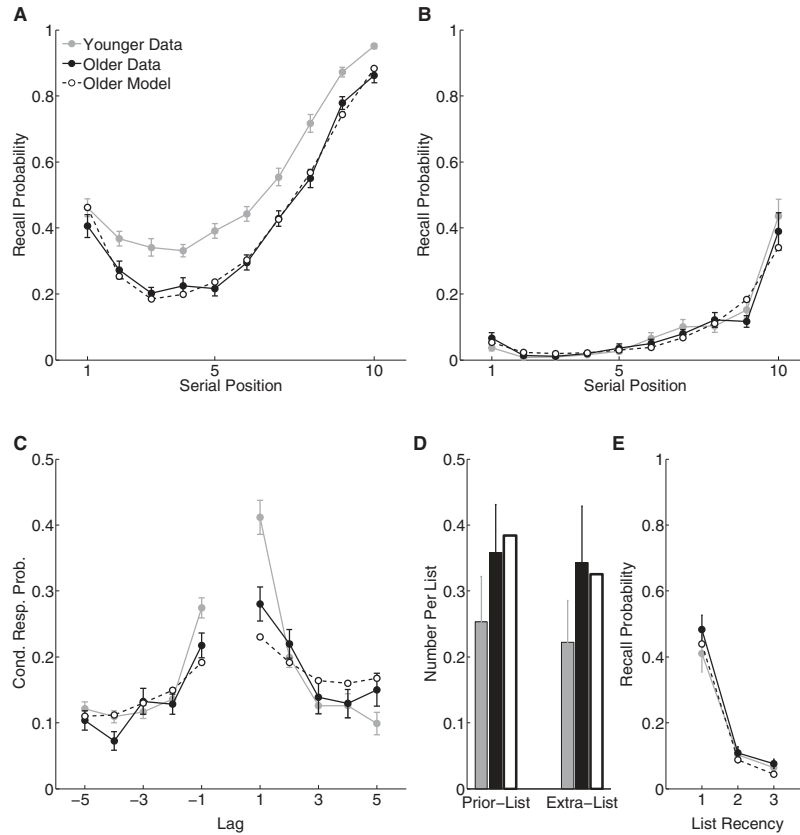 A
Younger Data
Older Data
Older Model
Recall Probability
1
0.8
0.6
0.4
0.2
0
1
5
10
Serial Position
B
Recall Probability
1
0.8
0.6
0.4
0.2
0
1
5
10
Serial Position
C
Cond. Resp. Prob.
0.5
0.4
0.3
0.2
0.1
0
−5
−3
−1
1
3
5
Lag
D
Number Per List
0.5
0.4
0.3
0.2
0.1
0
Prior−List
Extra−List
E
Recall Probability
1
0.8
0.6
0.4
0.2
0
1
2
3
List Recency